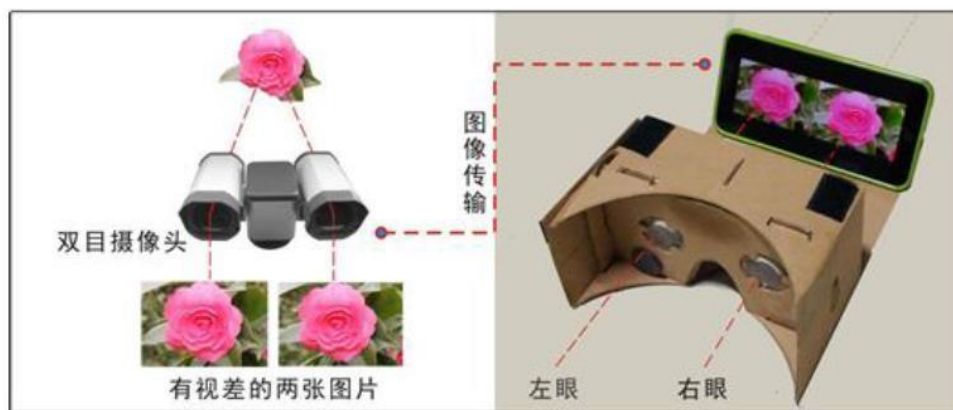 双目摄像头
有视差的两张图片
图像传输
左眼
右眼